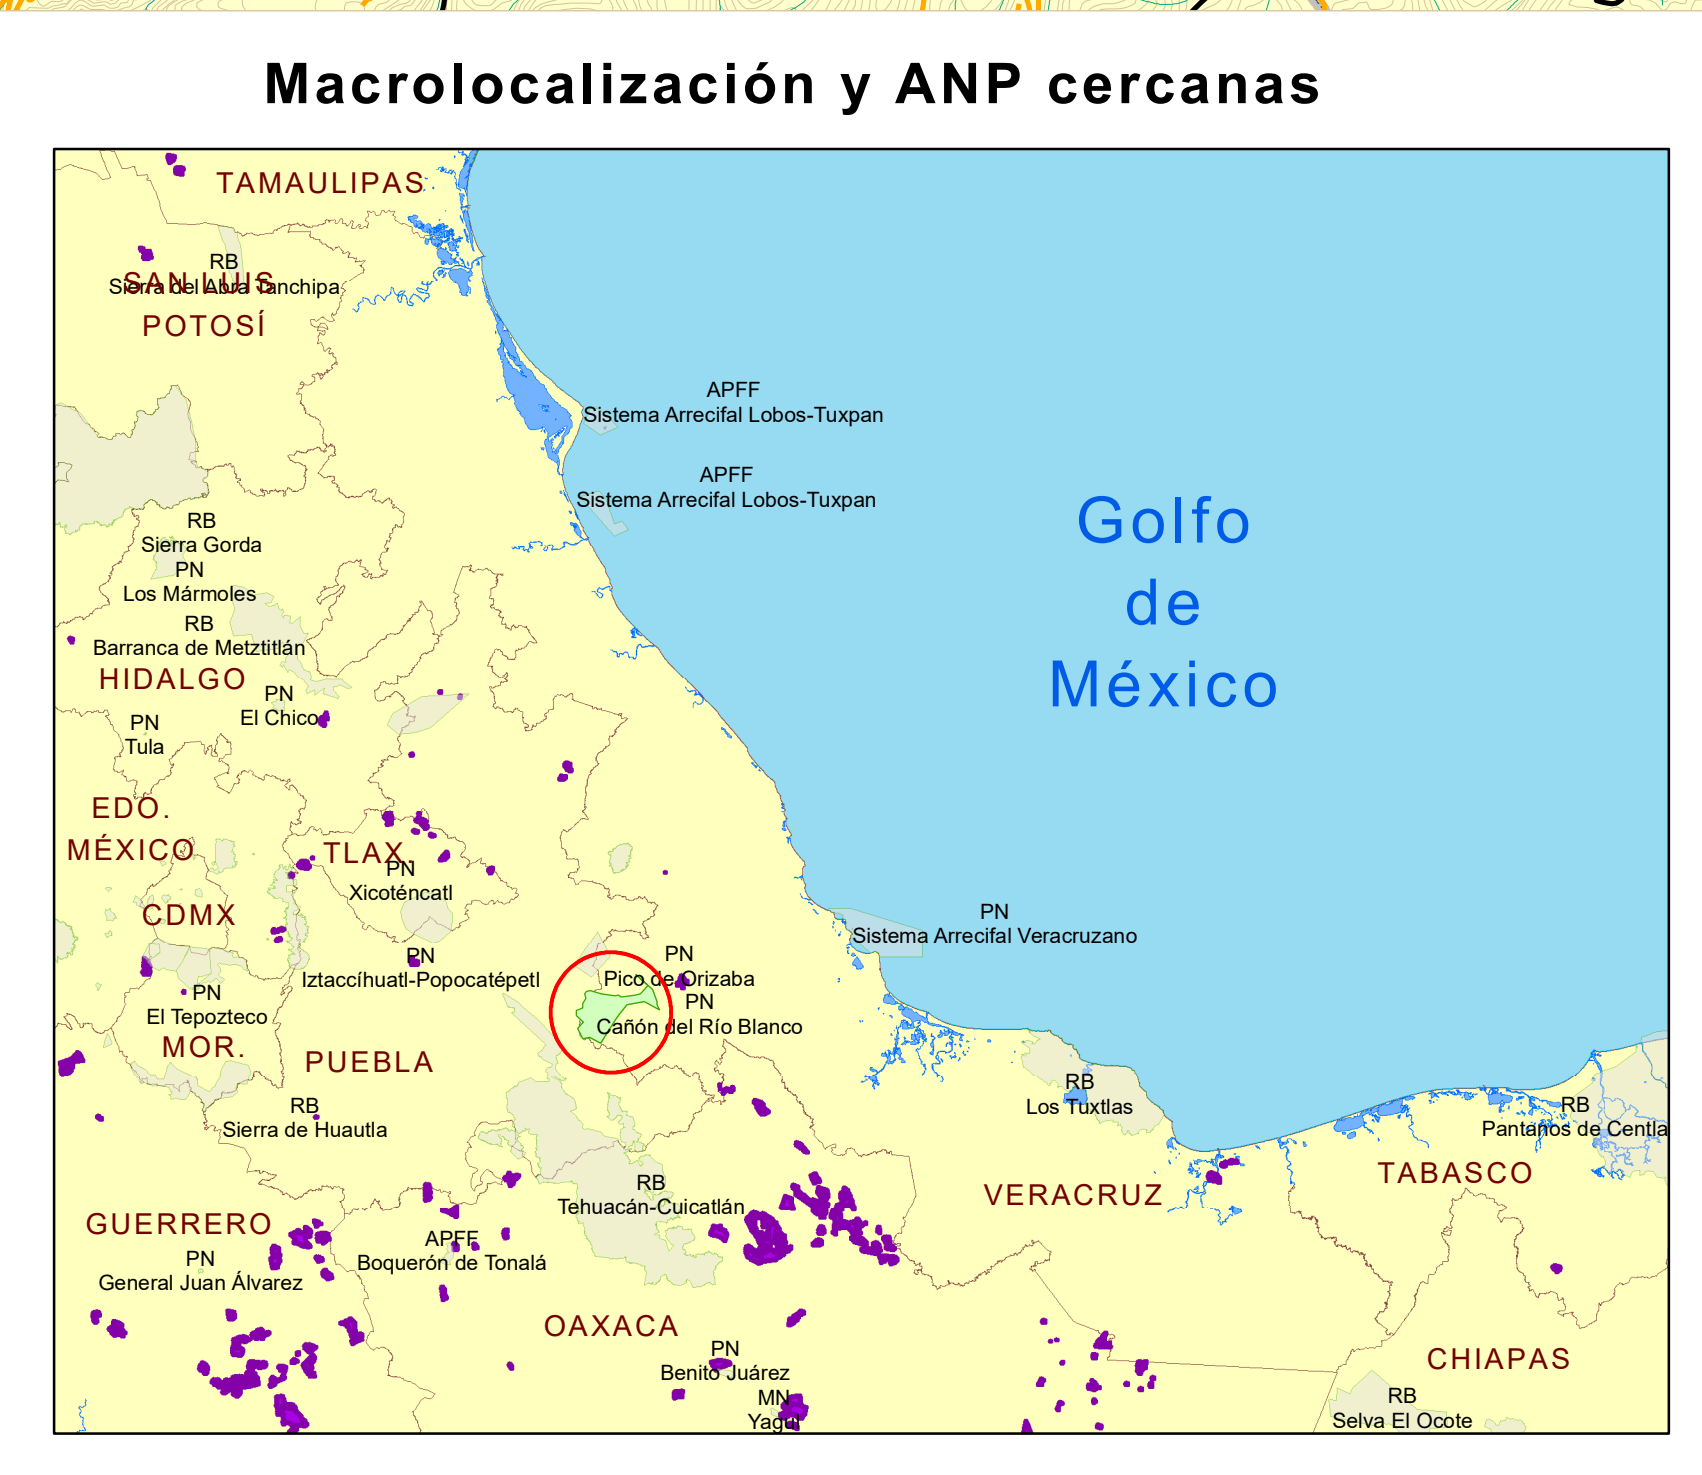 Macrolocalización y ANP cercanas
TAMAULIPAS
RB
Sierra del Abra Tanchipa
SAN LUIS
POTOSÍ
APFF
Sistema Arrecifal Lobos-Tuxpan
APFF
Sistema Arrecifal Lobos-Tuxpan
Golfo
de
México
RB
Sierra Gorda
PN
Los Mármoles
RB
Barranca de Metztitlán
HIDALGO
PN
El Chico
PN
Tula
EDO.
MÉXICO
TLAX.
PN
Xicoténcatl
CDMX
PN
Sistema Arrecifal Veracruzano
PN
Iztaccíhuatl-Popocatépetl
PN
Pico de Orizaba
PN
Cañón del Río Blanco
PN
El Tepozteco
MOR.
PUEBLA
RB
Los Tuxtlas
RB
Sierra de Huautla
RB
Pantanos de Centla
TABASCO
RB
Tehuacán-Cuicatlán
VERACRUZ
GUERRERO
PN
General Juan Álvarez
APFF
Boquerón de Tonalá
OAXACA
PN
Benito Juárez
MN
Yagul
CHIAPAS
RB
Selva El Ocote